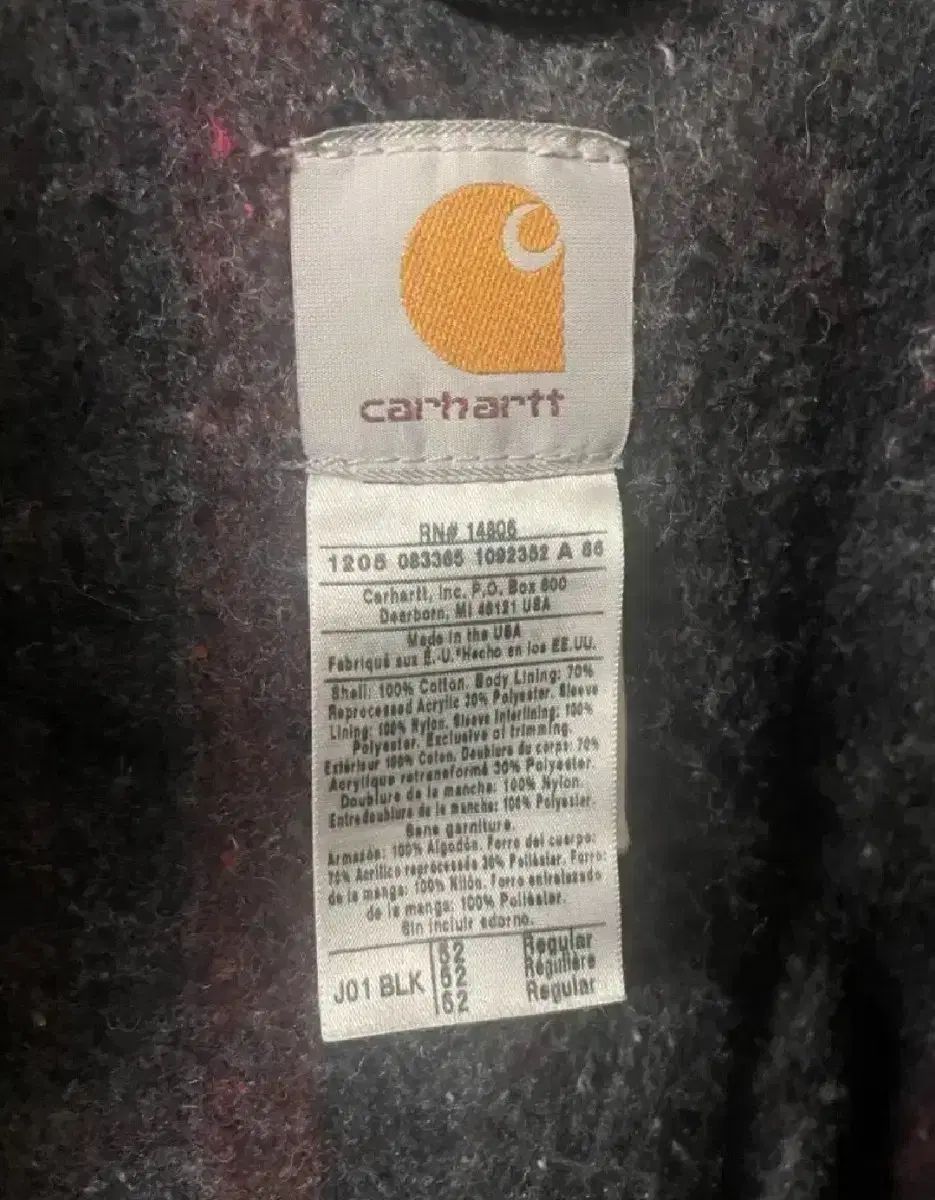 carhartt
RN# 14806
1205 083365 1092352 A 86
Carhartt, Inc. P.O. Box 600
Dearborn, MI 48121 USA
Made in the USA
Fabriqué aux É.-U.*Hecho en los EE.UU.
Shell: 100% Cotton. Body Lining: 70%
Reprocessed Acrylic 30% Polyester. Sleeve
Lining: 100% Nylon. Sleeve Interlining: 100%
Polyester. Exclusive of trimming.
Extérieur 100% Coton. Doublure du corps: 70%
Acrylique retransformé 30% Polyester.
Doublure de la manche: 100% Nylon.
Entredoublure de la manche: 100% Polyester.
Sans garniture.
Armazón: 100% Algodón. Forro del cuerpo:
70% Acrílico reprocesado 30% Poliéster. Forro
de la manga: 100% Nilón. Forro entrelazado
de la manga: 100% Poliéster.
Sin incluir adorno.
J01 BLK
52 Regular
52 Régulière
52 Regular